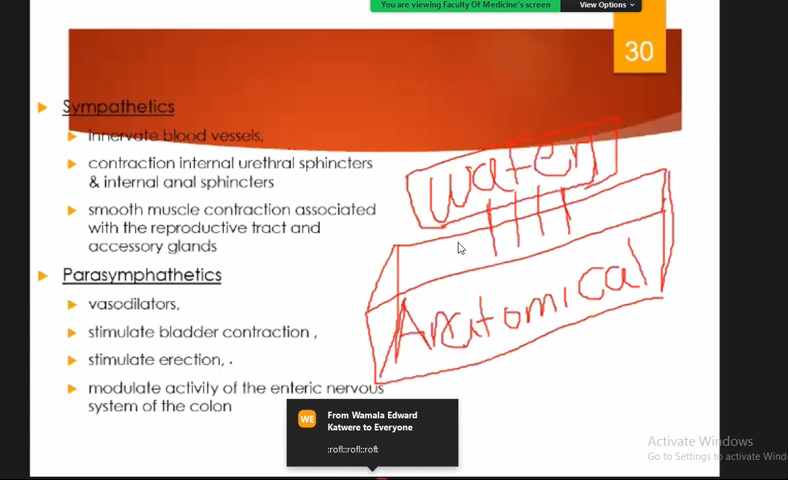 You are viewing Faculty Of Medicine's screen
View Options
30
Sympathetics
innervate blood vessels,
contraction internal urethral sphincters
& internal anal sphincters
smooth muscle contraction associated
with the reproductive tract and
accessory glands
Parasymphathetics
vasodilators,
stimulate bladder contraction ,
stimulate erection, .
modulate activity of the enteric nervous
system of the colon
water
Anatomical
WE
From Wamala Edward
Katwere to Everyone
:rofl::rofl::rofl:
Activate Windows
Go to Settings to activate Wind